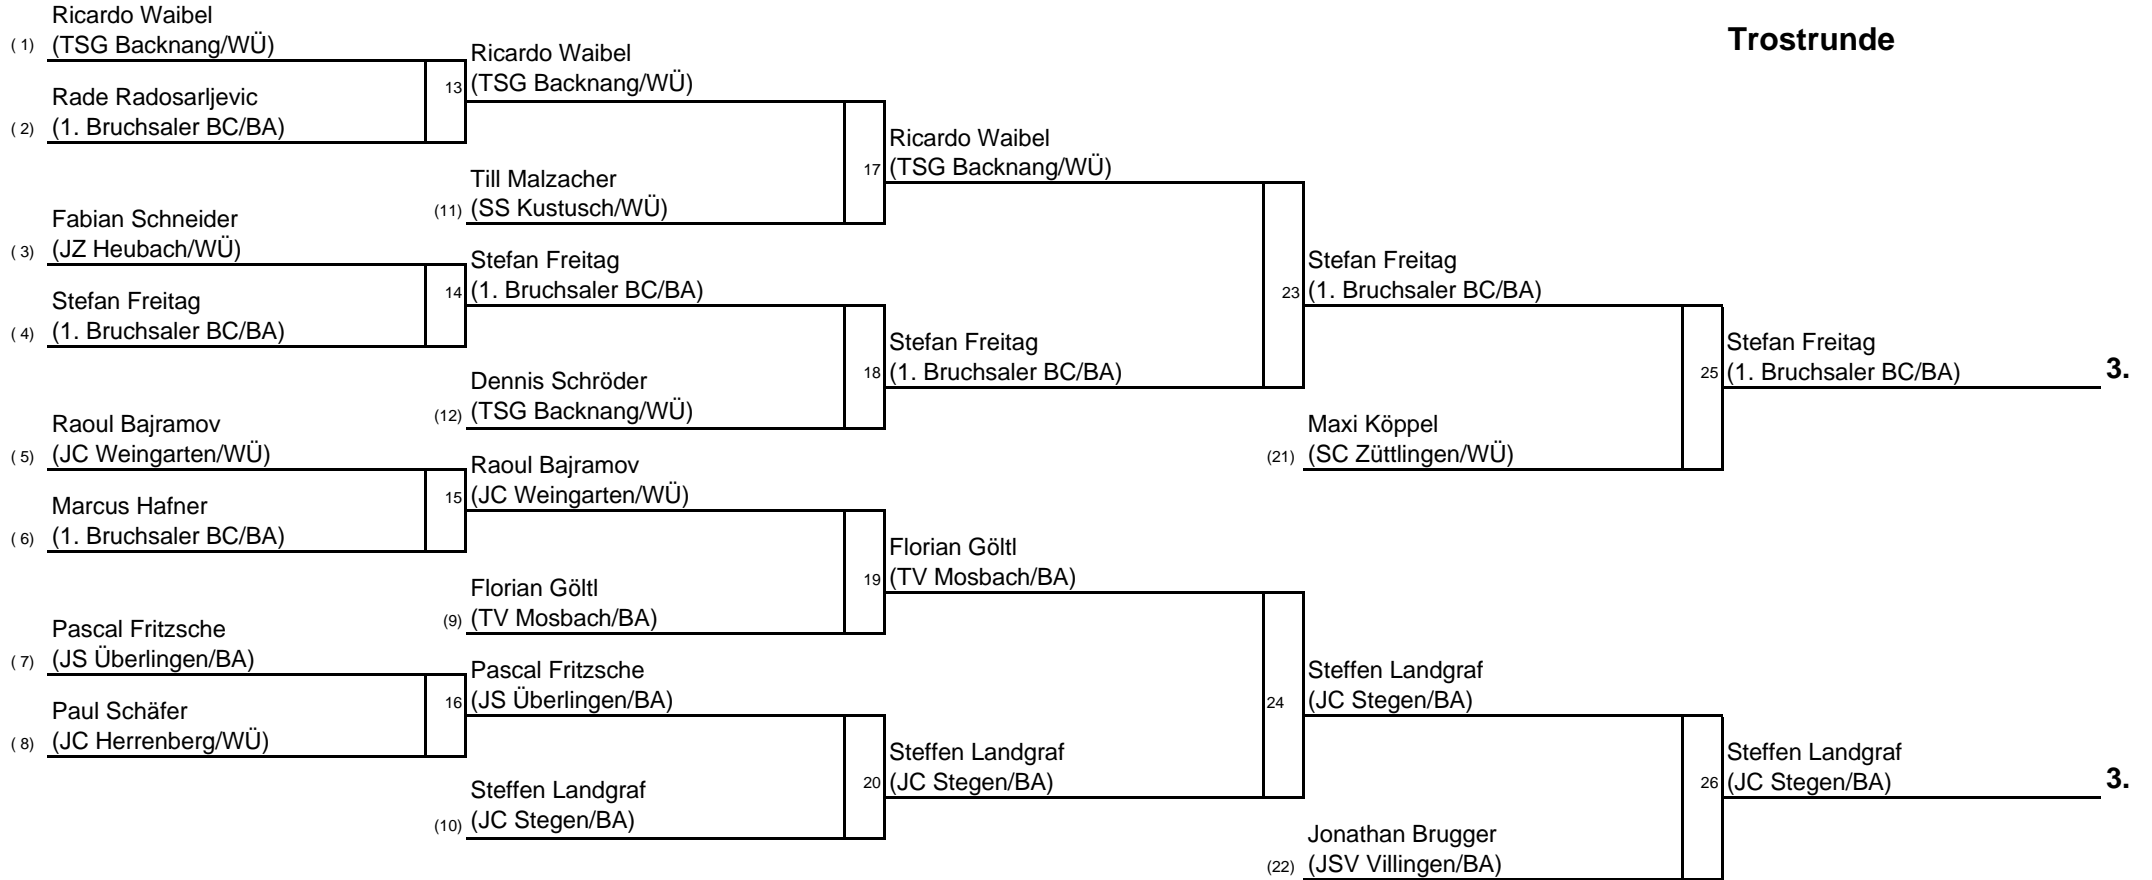 Trostrunde
Ricardo Waibel
( 1) (TSG Backnang/WÜ)
Rade Radosarljevic
( 2) (1. Bruchsaler BC/BA)
Fabian Schneider
( 3) (JZ Heubach/WÜ)
Stefan Freitag
( 4) (1. Bruchsaler BC/BA)
Raoul Bajramov
( 5) (JC Weingarten/WÜ)
Marcus Hafner
( 6) (1. Bruchsaler BC/BA)
Pascal Fritzsche
( 7) (JS Überlingen/BA)
Paul Schäfer
( 8) (JC Herrenberg/WÜ)
Ricardo Waibel
13 (TSG Backnang/WÜ)
Till Malzacher
(11) (SS Kustusch/WÜ)
Stefan Freitag
14 (1. Bruchsaler BC/BA)
Dennis Schröder
(12) (TSG Backnang/WÜ)
Raoul Bajramov
15 (JC Weingarten/WÜ)
Florian Göltl
(9) (TV Mosbach/BA)
Pascal Fritzsche
16 (JS Überlingen/BA)
Steffen Landgraf
(10) (JC Stegen/BA)
Ricardo Waibel
17 (TSG Backnang/WÜ)
Stefan Freitag
18 (1. Bruchsaler BC/BA)
Florian Göltl
19 (TV Mosbach/BA)
Steffen Landgraf
20 (JC Stegen/BA)
Stefan Freitag
23 (1. Bruchsaler BC/BA)
Maxi Köppel
(21) (SC Züttlingen/WÜ)
Steffen Landgraf
24 (JC Stegen/BA)
Jonathan Brugger
(22) (JSV Villingen/BA)
Stefan Freitag
25 (1. Bruchsaler BC/BA) 3.
Steffen Landgraf
26 (JC Stegen/BA) 3.